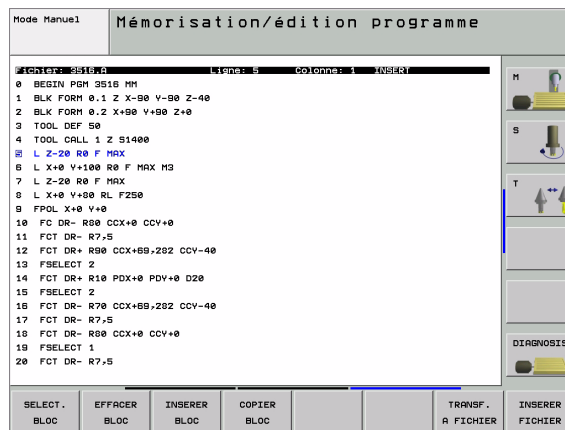 Mode Manuel
Mémorisation/édition programme
Fichier: 3516.A Ligne: 5 Colonne: 1 INSERT
0 BEGIN PGM 3516 MM
1 BLK FORM 0.1 Z X-90 Y-90 Z-40
2 BLK FORM 0.2 X+90 Y+90 Z+0
3 TOOL DEF 50
4 TOOL CALL 1 Z S1400
5 L Z-20 R0 F MAX
6 L X+0 Y+100 R0 F MAX M3
7 L Z-20 R0 F MAX
8 L X+0 Y+80 RL F250
9 FPOL X+0 Y+0
10 FC DR- R80 CCX+0 CCY+0
11 FCT DR- R7,5
12 FCT DR+ R90 CCX+69,282 CCY-40
13 FSELECT 2
14 FCT DR+ R10 PDX+0 PDY+0 D20
15 FSELECT 2
16 FCT DR- R70 CCX+69,282 CCY-40
17 FCT DR- R7,5
18 FCT DR- R80 CCX+0 CCY+0
19 FSELECT 1
20 FCT DR- R7,5
M
S
T
DIAGNOSIS
SELECT. BLOC
EFFACER BLOC
INSERER BLOC
COPIER BLOC
TRANSF. A FICHIER
INSERER FICHIER